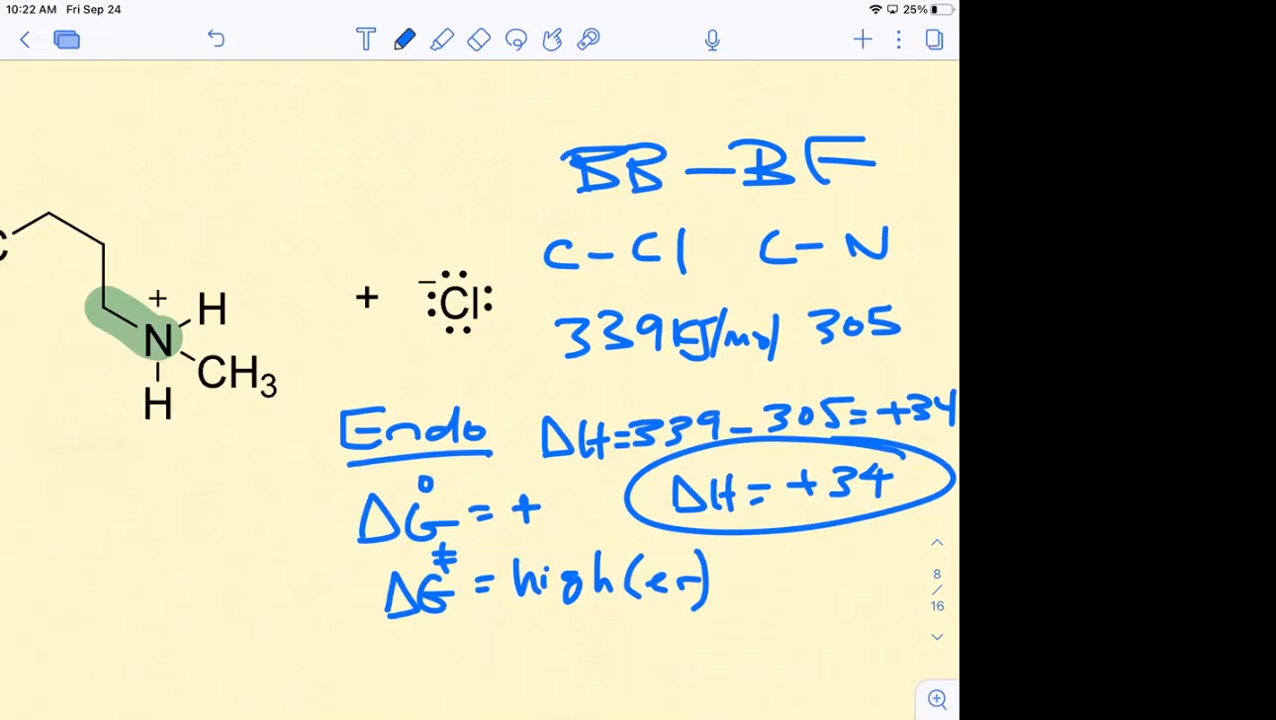 10:22 AM Fri Sep 24
25%
T
BB - BF
C - Cl C - N
339 kJ/mol 305
C
+
H
N
CH3
H
+
-
Cl
Endo
ΔH = 339 - 305 = +34
ΔH = +34
ΔG° = +
ΔG‡ = high(er)
8
/
16